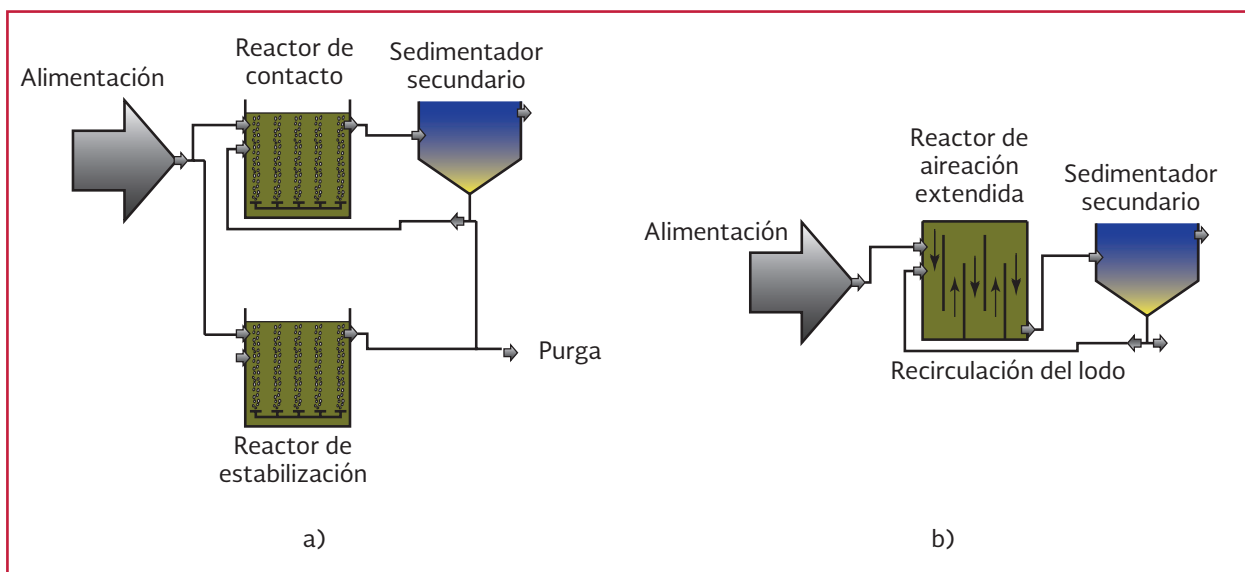 Alimentación
Reactor de
contacto
Sedimentador
secundario
Reactor de
estabilización
Purga
a)
Alimentación
Reactor de
aireación
extendida
Sedimentador
secundario
Recirculación del lodo
b)